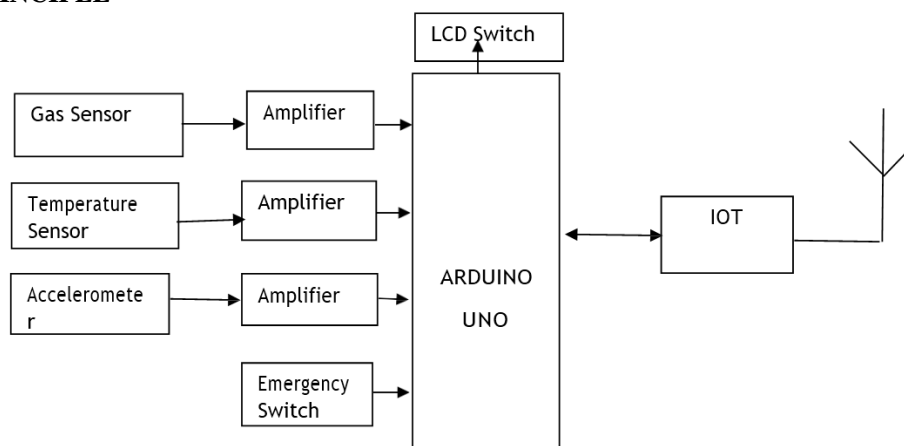 LCD Switch
Gas Sensor
Amplifier
Temperature
Sensor
Amplifier
IOT
Acceleromete
r
Amplifier
ARDUINO
UNO
Emergency
Switch